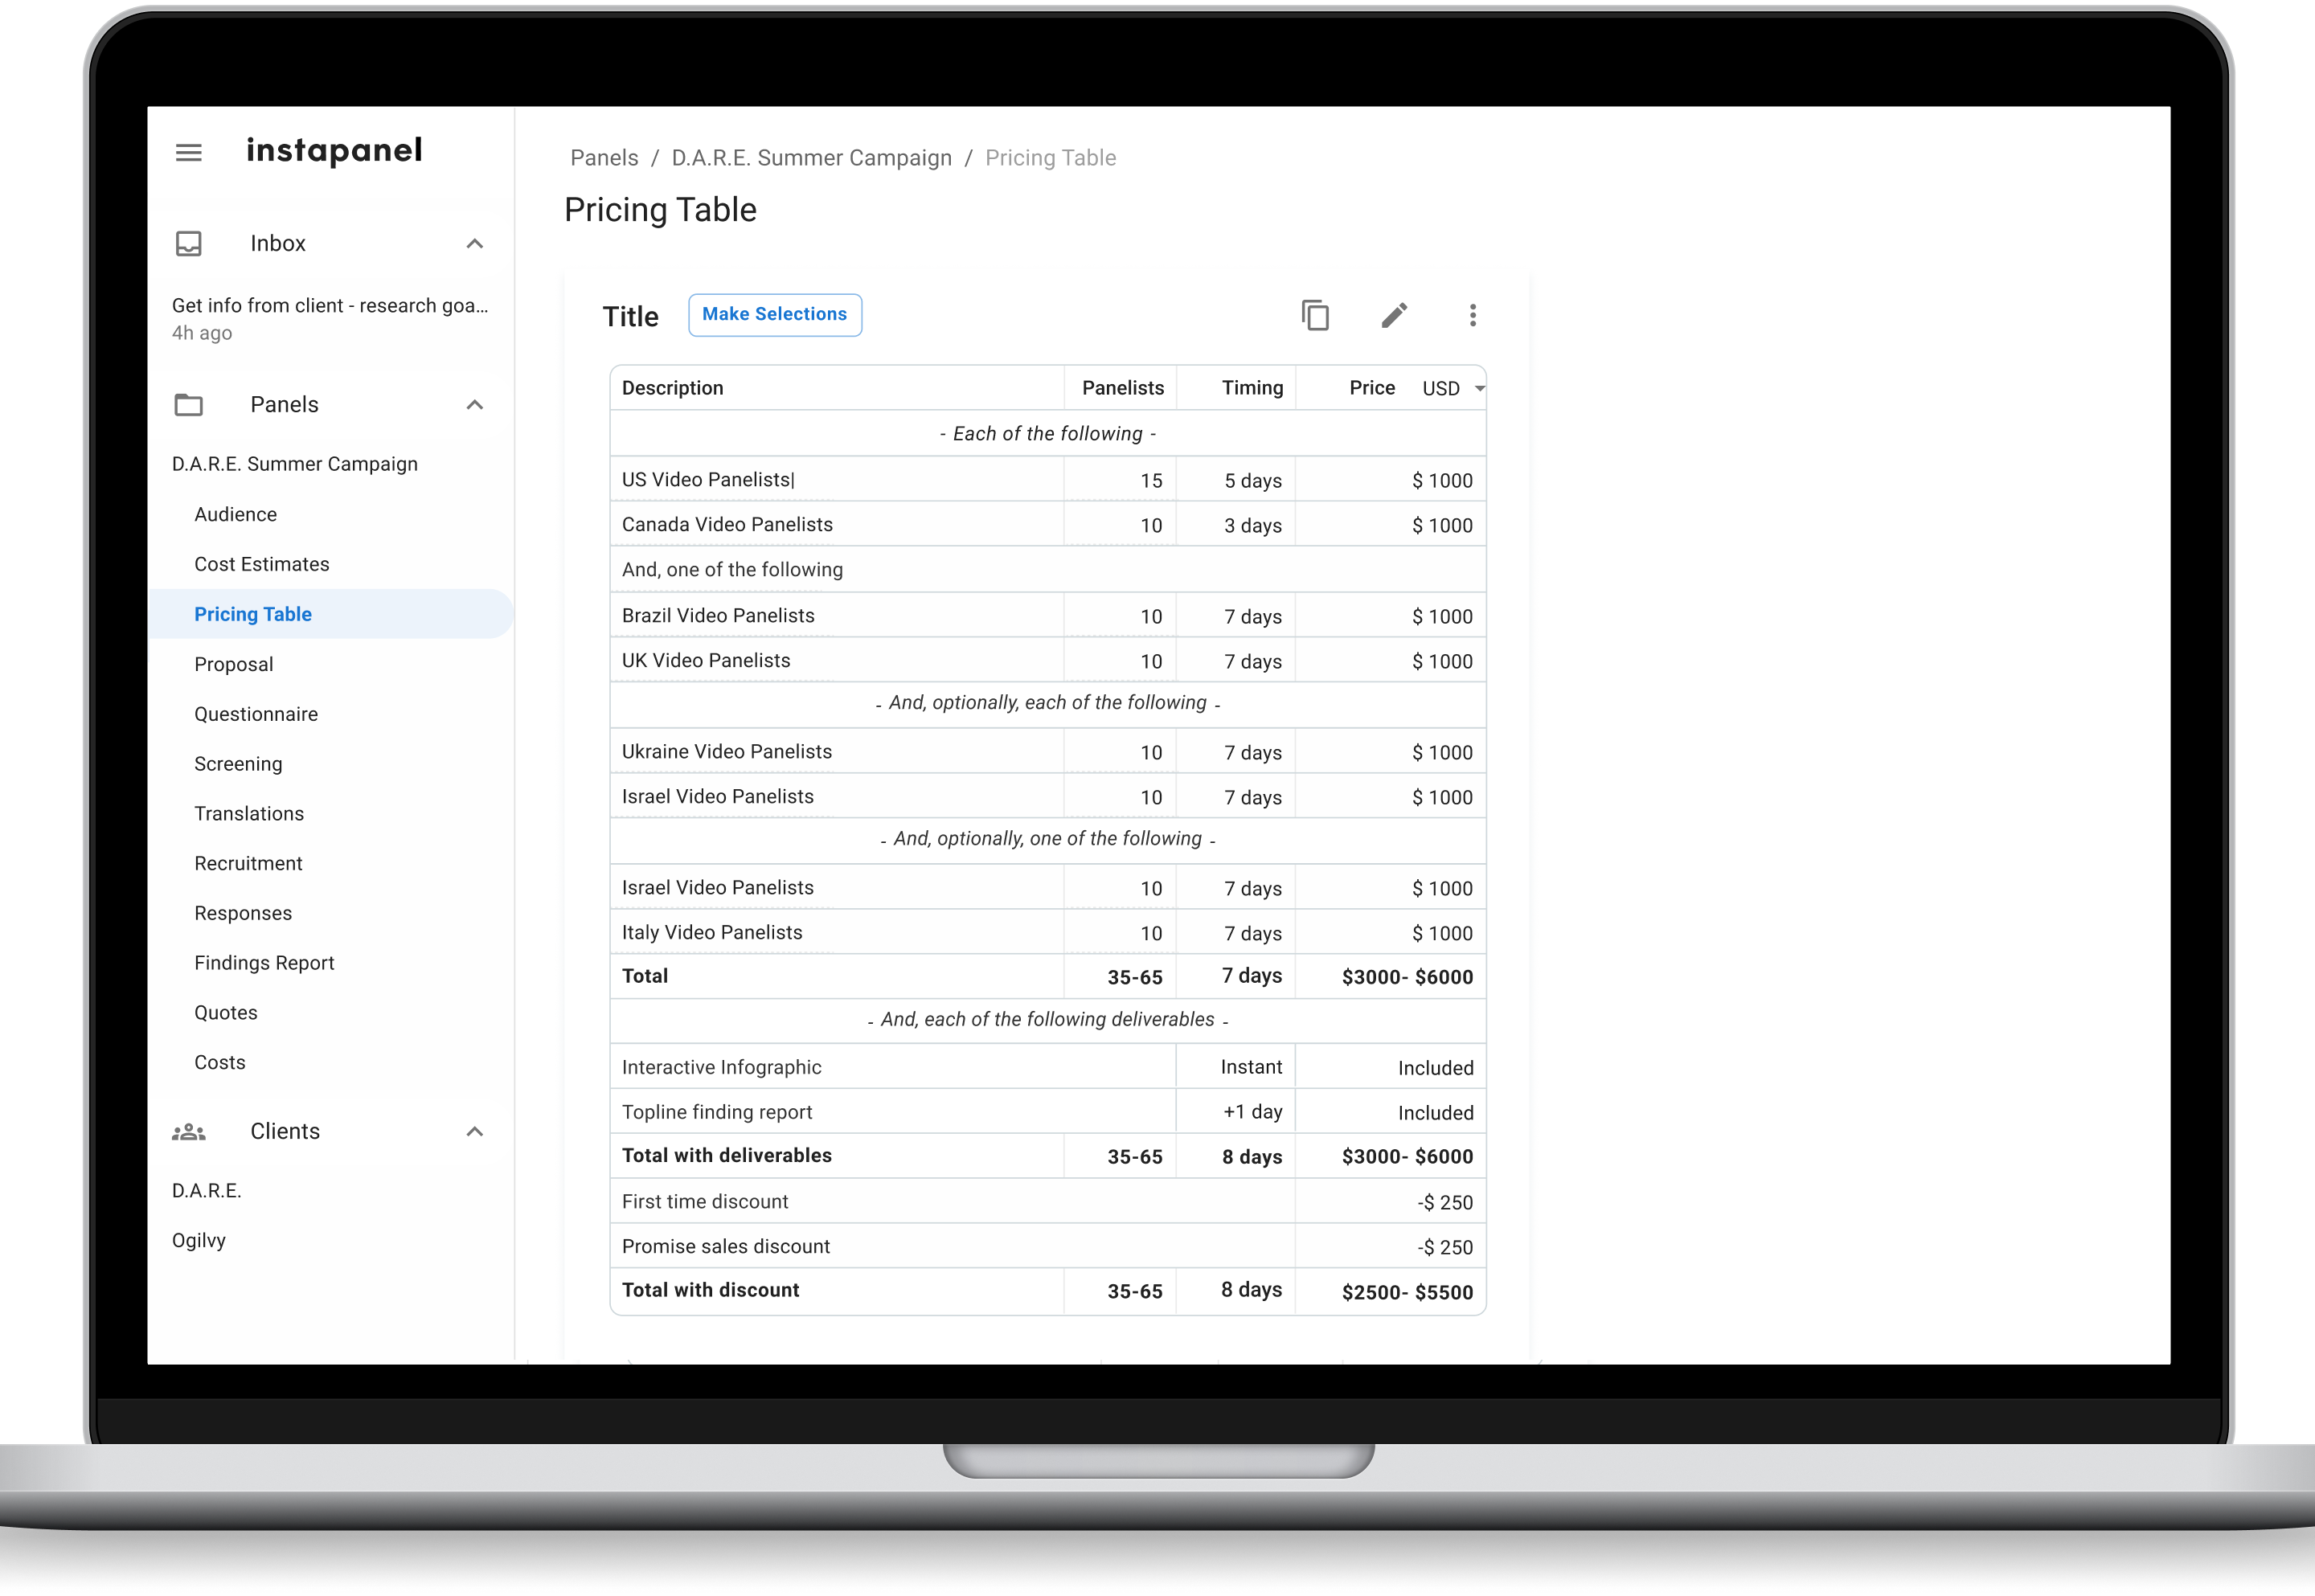 instapanel
Inbox
Get info from client - research goa...
4h ago
Panels
D.A.R.E. Summer Campaign
Audience
Cost Estimates
Pricing Table
Proposal
Questionnaire
Screening
Translations
Recruitment
Responses
Findings Report
Quotes
Costs
Clients
D.A.R.E.
Ogilvy
Panels / D.A.R.E. Summer Campaign / Pricing Table
Pricing Table
Title Make Selections
Description Panelists Timing Price USD
- Each of the following -
US Video Panelists| 15 5 days $ 1000
Canada Video Panelists 10 3 days $ 1000
And, one of the following
Brazil Video Panelists 10 7 days $ 1000
UK Video Panelists 10 7 days $ 1000
- And, optionally, each of the following -
Ukraine Video Panelists 10 7 days $ 1000
Israel Video Panelists 10 7 days $ 1000
- And, optionally, one of the following -
Israel Video Panelists 10 7 days $ 1000
Italy Video Panelists 10 7 days $ 1000
Total 35-65 7 days $3000- $6000
- And, each of the following deliverables -
Interactive Infographic Instant Included
Topline finding report +1 day Included
Total with deliverables 35-65 8 days $3000- $6000
First time discount -$ 250
Promise sales discount -$ 250
Total with discount 35-65 8 days $2500- $5500